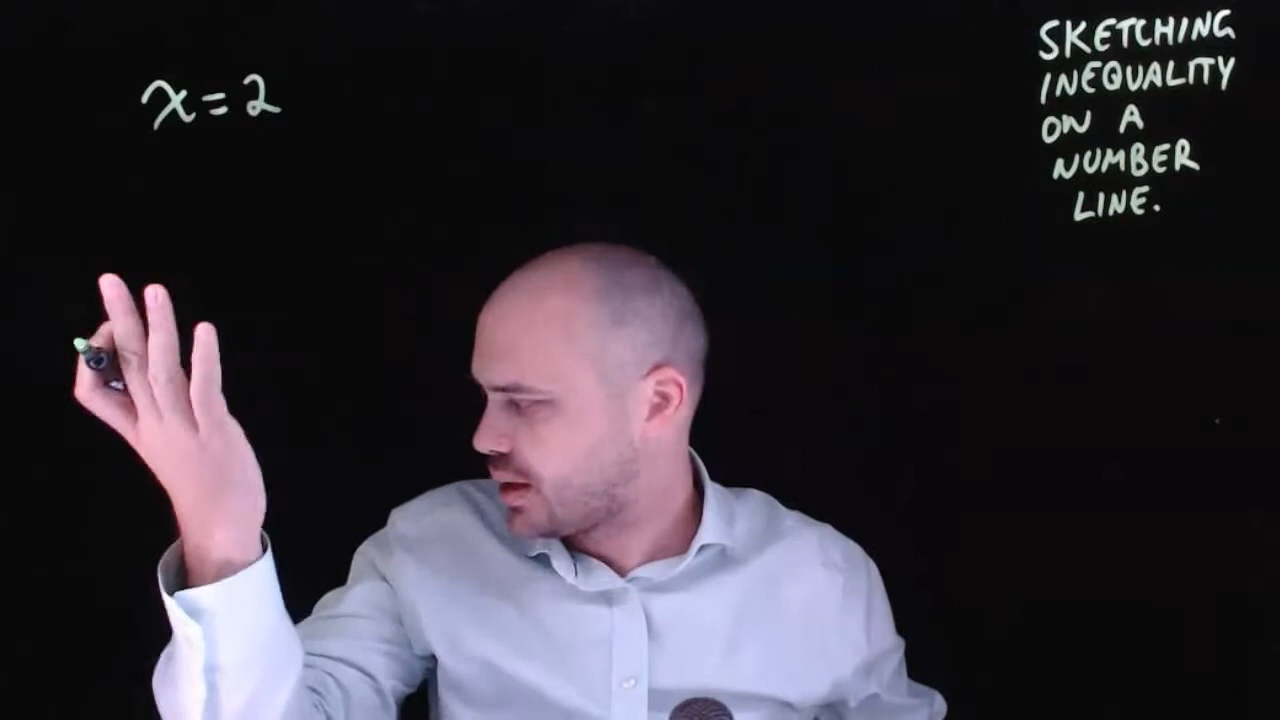 x=2
SKETCHING
INEQUALITY
ON A
NUMBER
LINE.